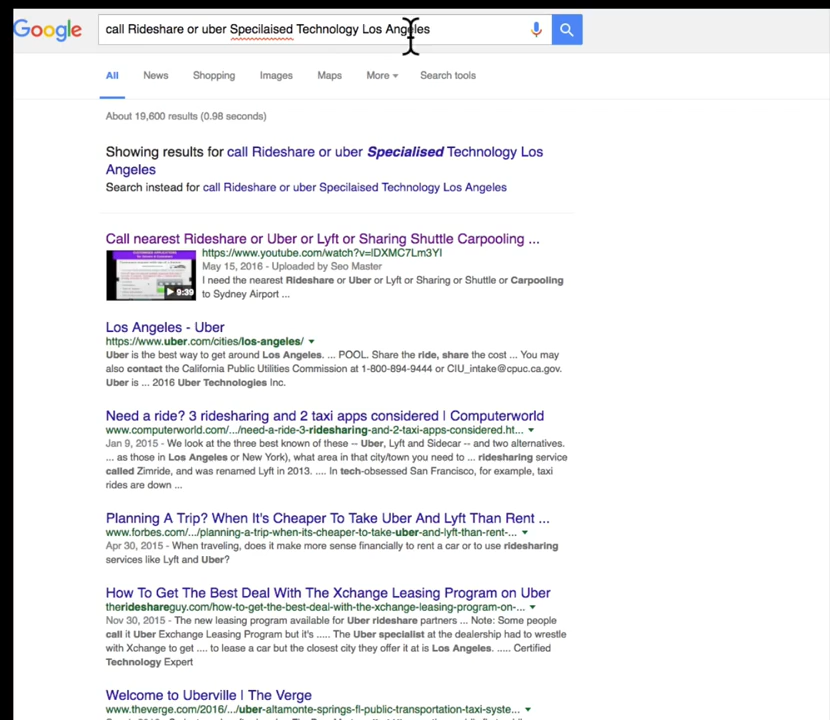 Google
call Rideshare or uber Specilaised Technology Los Angeles
All News Shopping Images Maps More Search tools
About 19,600 results (0.98 seconds)
Showing results for call Rideshare or uber Specialised Technology Los
Angeles
Search instead for call Rideshare or uber Specilaised Technology Los Angeles
Call nearest Rideshare or Uber or Lyft or Sharing Shuttle Carpooling ...
https://www.youtube.com/watch?v=lDXMC7Lm3YI
May 15, 2016 - Uploaded by Seo Master
I need the nearest Rideshare or Uber or Lyft or Sharing or Shuttle or Carpooling
to Sydney Airport ...
9:39
Los Angeles - Uber
https://www.uber.com/cities/los-angeles/
Uber is the best way to get around Los Angeles. ... POOL. Share the ride, share the cost ... You may
also contact the California Public Utilities Commission at 1-800-894-9444 or CIU_intake@cpuc.ca.gov.
Uber is ... 2016 Uber Technologies Inc.
Need a ride? 3 ridesharing and 2 taxi apps considered | Computerworld
www.computerworld.com/.../need-a-ride-3-ridesharing-and-2-taxi-apps-considered.ht...
Jan 9, 2015 - We look at the three best known of these -- Uber, Lyft and Sidecar -- and two alternatives.
... as those in Los Angeles or New York), what area in that city/town you need to ... ridesharing service
called Zimride, and was renamed Lyft in 2013. .... In tech-obsessed San Francisco, for example, taxi
rides are down ...
Planning A Trip? When It's Cheaper To Take Uber And Lyft Than Rent ...
www.forbes.com/.../planning-a-trip-when-its-cheaper-to-take-uber-and-lyft-than-rent-...
Apr 30, 2015 - When traveling, does it make more sense financially to rent a car or to use ridesharing
services like Lyft and Uber?
How To Get The Best Deal With The Xchange Leasing Program on Uber
therideshareguy.com/how-to-get-the-best-deal-with-the-xchange-leasing-program-on-...
Nov 30, 2015 - The new leasing program available for Uber rideshare partners ... Note: Some people
call it Uber Exchange Leasing Program but it's ..... The Uber specialist at the dealership had to wrestle
with Xchange to get .... to lease a car but the closest city they offer it at is Los Angeles. ..... Certified
Technology Expert
Welcome to Uberville | The Verge
www.theverge.com/2016/.../uber-altamonte-springs-fl-public-transportation-taxi-syste...